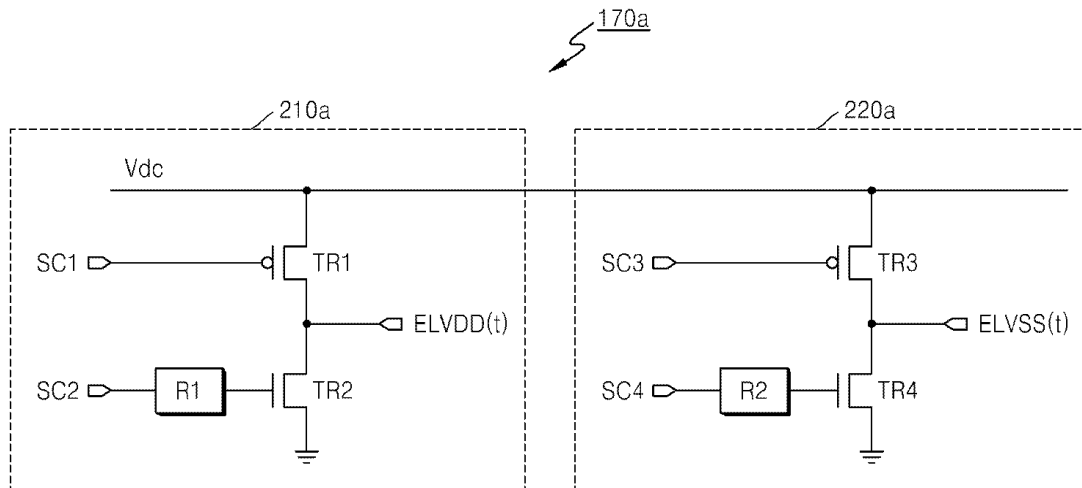 170a
210a
220a
Vdc
SC1
TR1
SC3
TR3
ELVDD(t)
ELVSS(t)
SC2
R1
TR2
SC4
R2
TR4